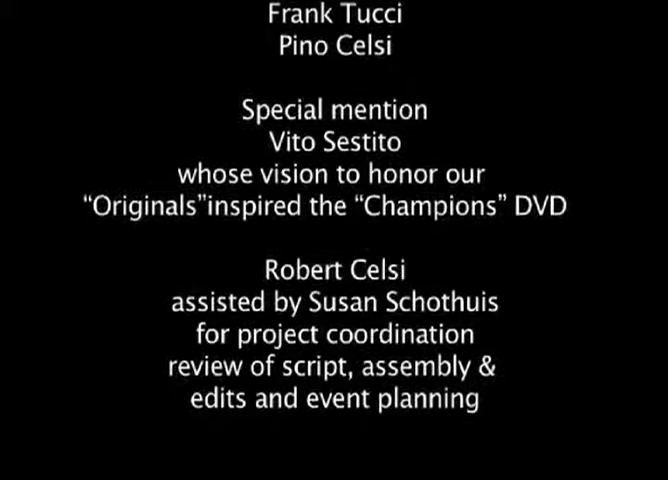 Frank Tucci
Pino Celsi
Special mention
Vito Sestito
whose vision to honor our
“Originals”inspired the “Champions” DVD
Robert Celsi
assisted by Susan Schothuis
for project coordination
review of script, assembly &
edits and event planning